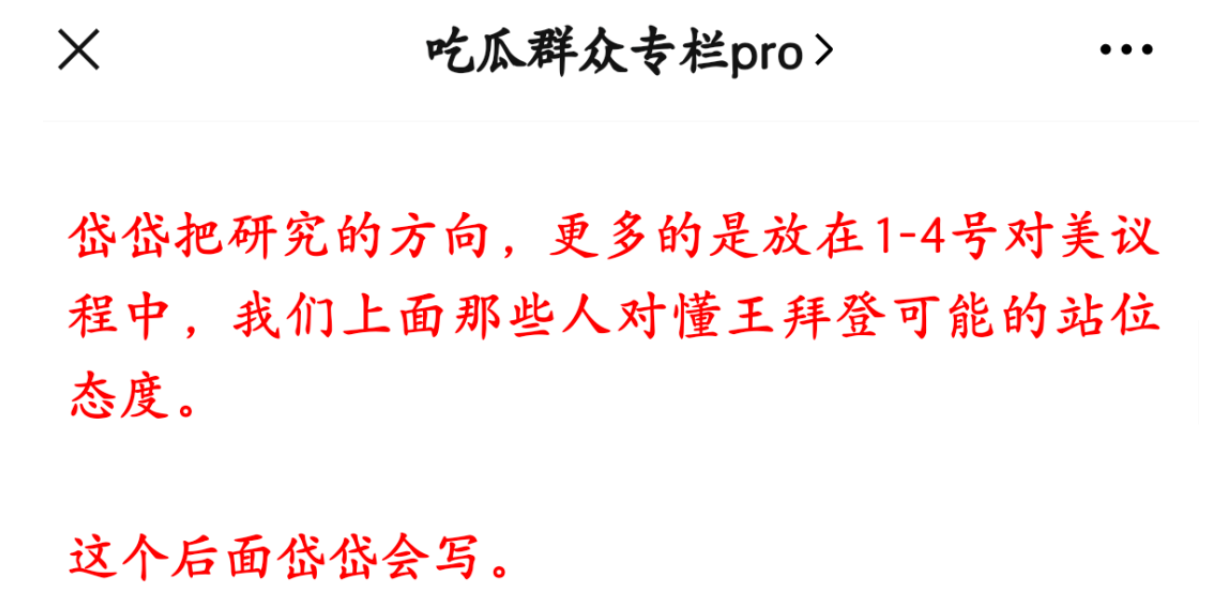 吃瓜群众专栏pro>
岱岱把研究的方向，更多的是放在1-4号对美议
程中，我们上面那些人对懂王拜登可能的站位
态度。
这个后面岱岱会写。